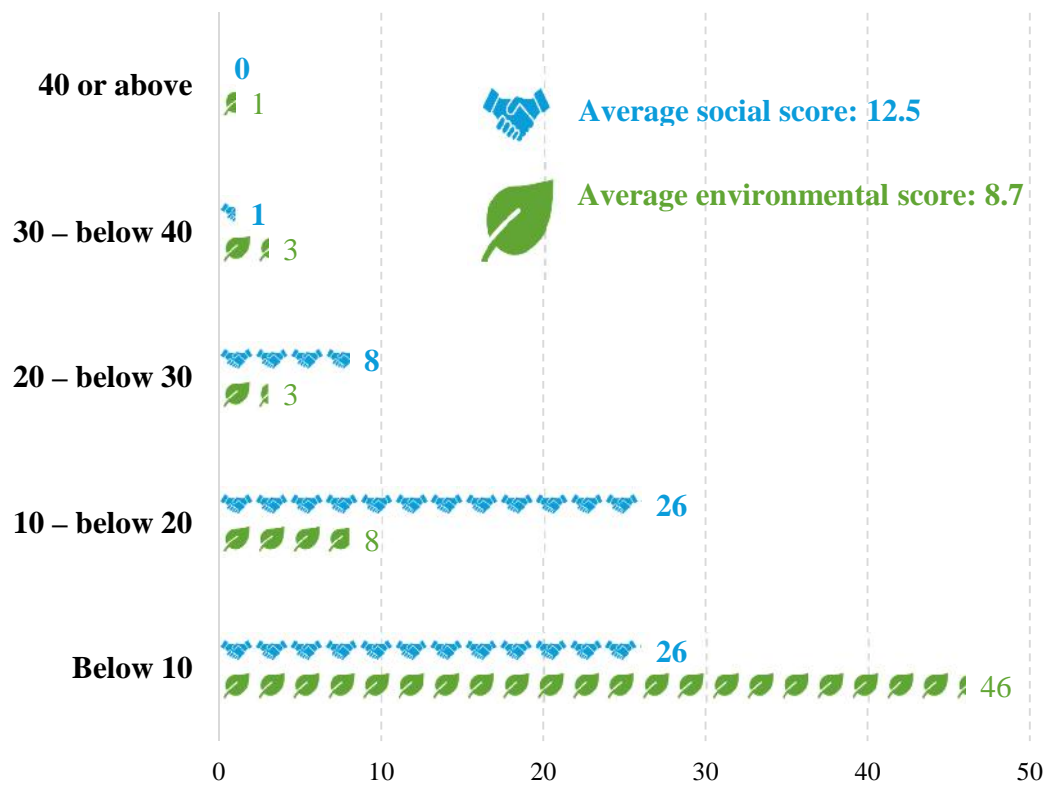 40 or above
0
1
Average social score: 12.5
Average environmental score: 8.7
30 – below 40
1
3
20 – below 30
8
3
10 – below 20
26
8
Below 10
26
46
0 10 20 30 40 50